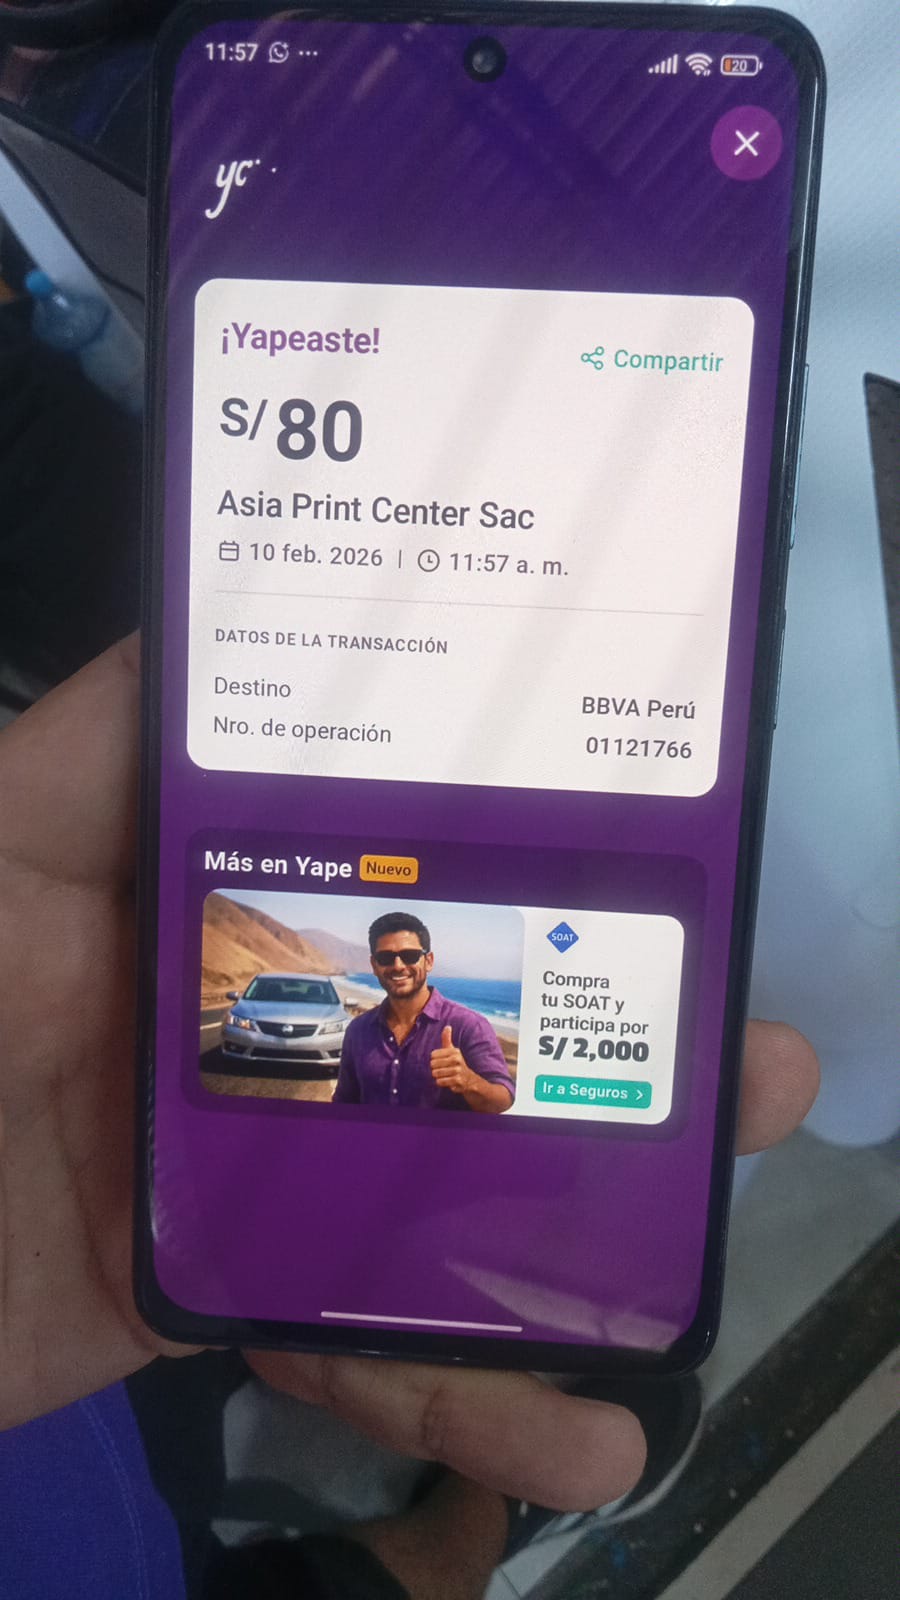 11:57
20
¡Yapeaste!
Compartir
S/ 80
Asia Print Center Sac
10 feb. 2026 | 11:57 a. m.
DATOS DE LA TRANSACCIÓN
Destino BBVA Perú
Nro. de operación 01121766
Más en Yape Nuevo
SOAT
Compra
tu SOAT y
participa por
S/ 2,000
Ir a Seguros >